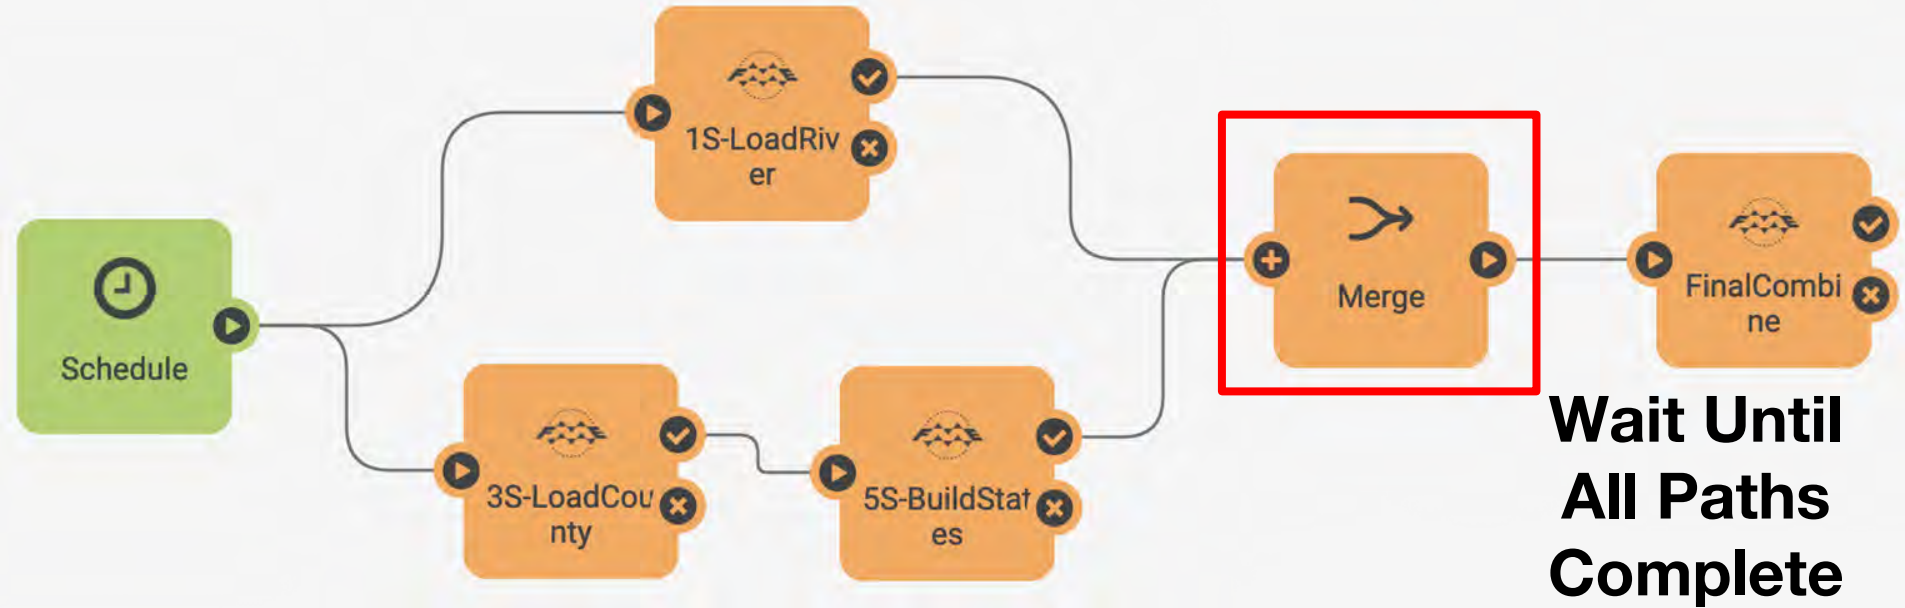 1S-LoadRiv
er
Schedule
3S-LoadCou
nty
5S-BuildStat
es
Merge
FinalCombi
ne
Wait Until
All Paths
Complete